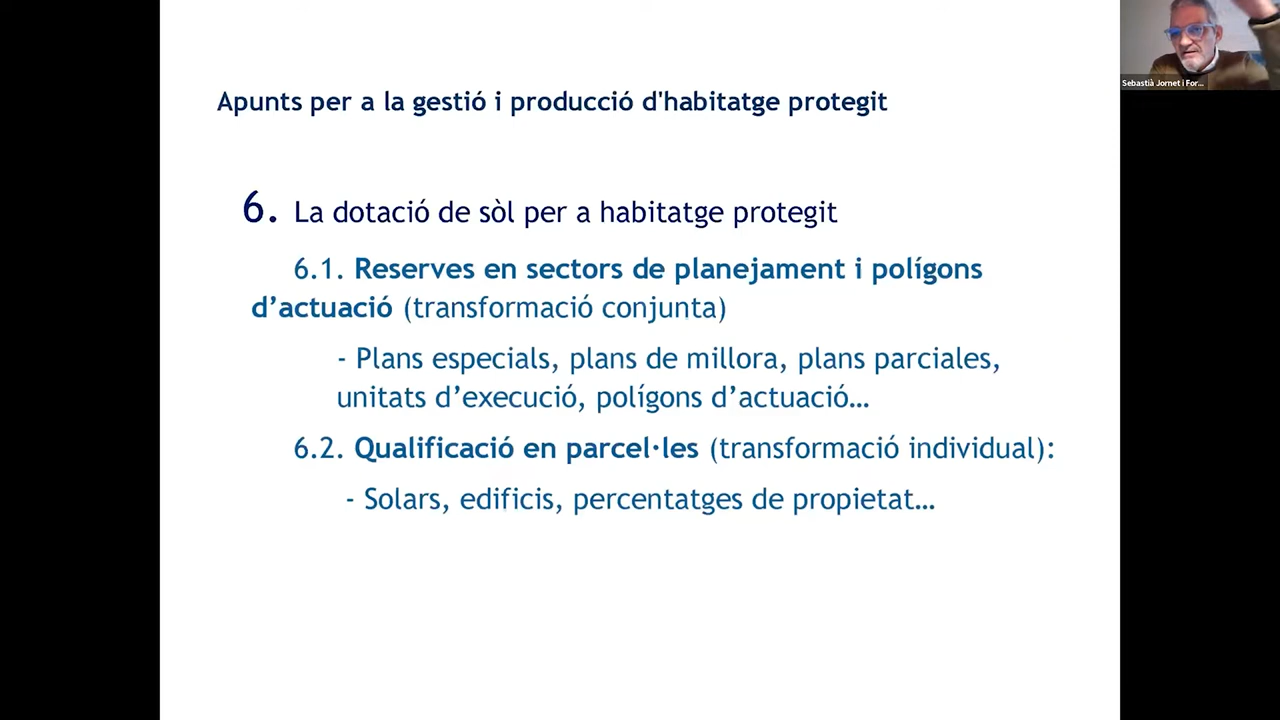 Apunts per a la gestió i producció d'habitatge protegit
Sebastià Jornet i For...
6. La dotació de sòl per a habitatge protegit
6.1. Reserves en sectors de planejament i polígons
d’actuació (transformació conjunta)
- Plans especials, plans de millora, plans parciales,
unitats d’execució, polígons d’actuació…
6.2. Qualificació en parcel·les (transformació individual):
- Solars, edificis, percentatges de propietat…